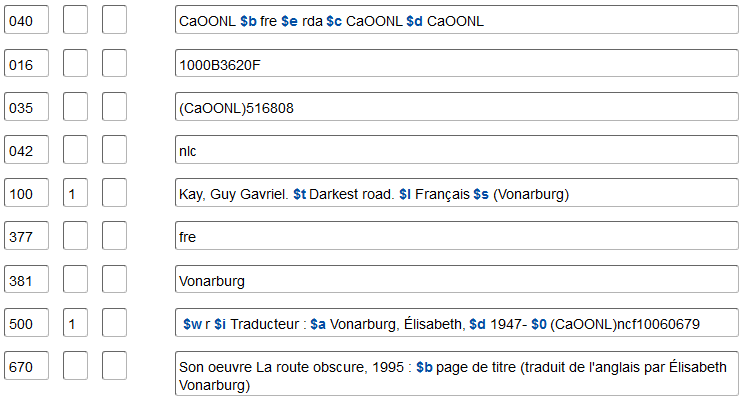 040 CaOONL $b fre $e rda $c CaOONL $d CaOONL
016 1000B3620F
035 (CaOONL)516808
042 nlc
100 1 Kay, Guy Gavriel. $t Darkest road. $l Français $s (Vonarburg)
377 fre
381 Vonarburg
500 1 $w r $i Traducteur : $a Vonarburg, Élisabeth, $d 1947- $0 (CaOONL)ncf10060679
670 Son oeuvre La route obscure, 1995 : $b page de titre (traduit de l'anglais par Élisabeth
Vonarburg)